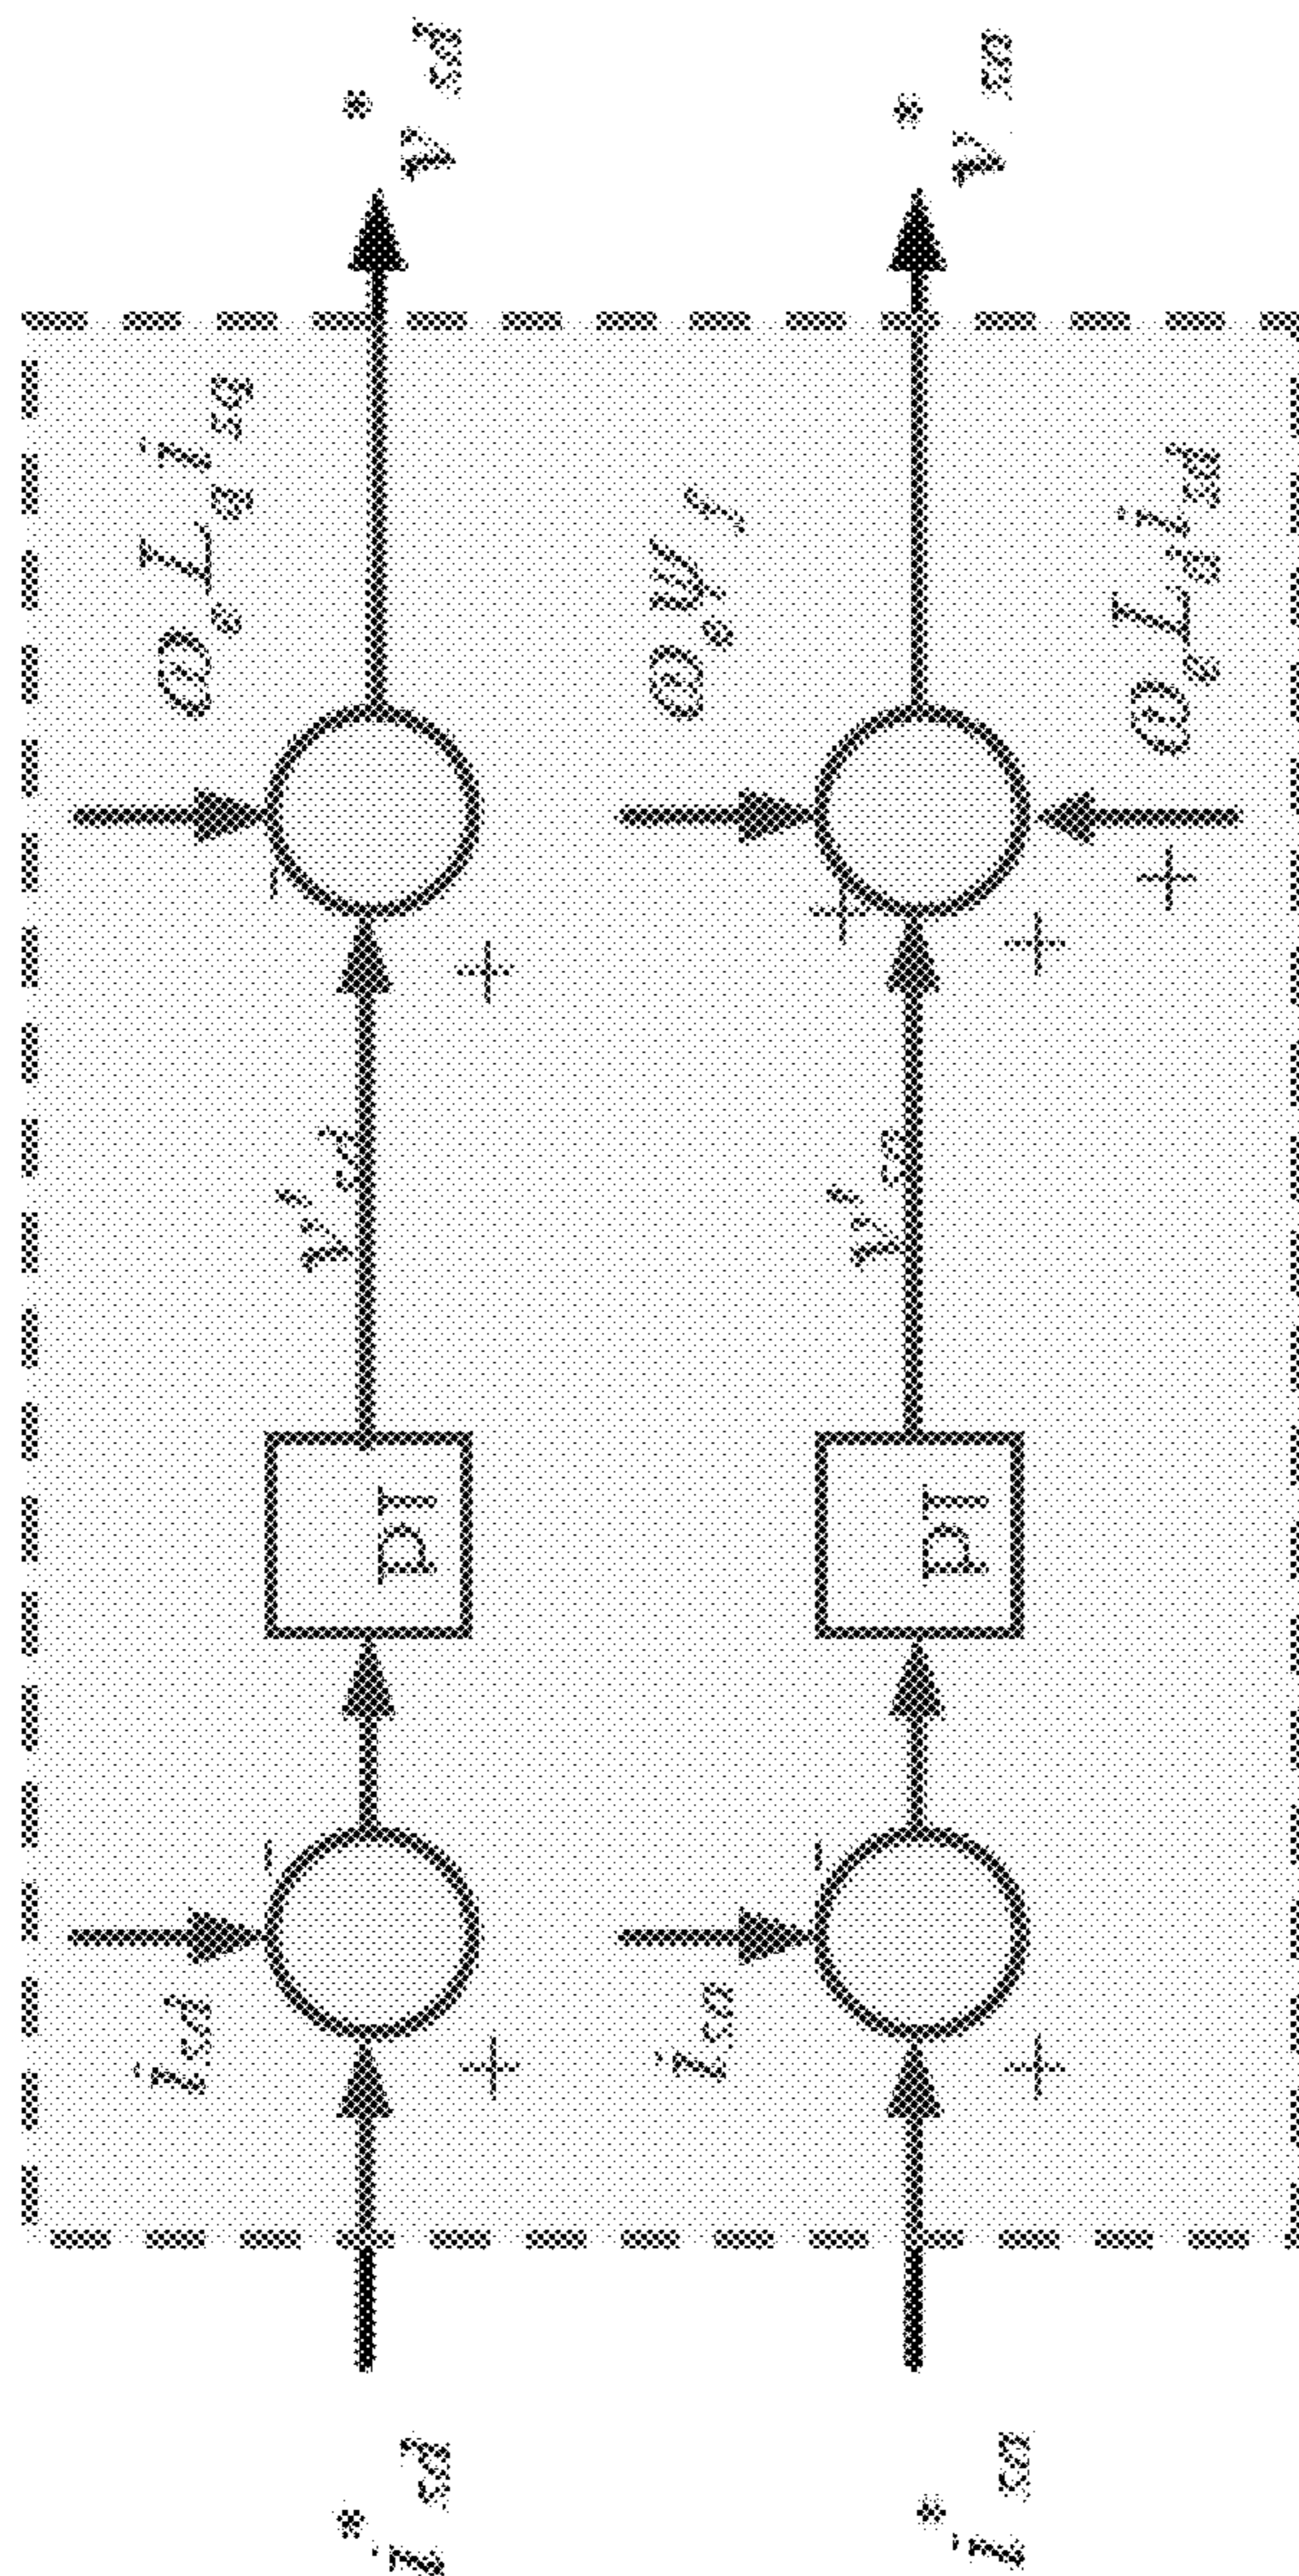 i*sd
isd
-
+
PI
v'sd
-
+
ωeLqisq
v*sd
i*sq
isq
-
+
PI
v'sq
+
+
+
ωeψf
ωeLdisd
v*sq